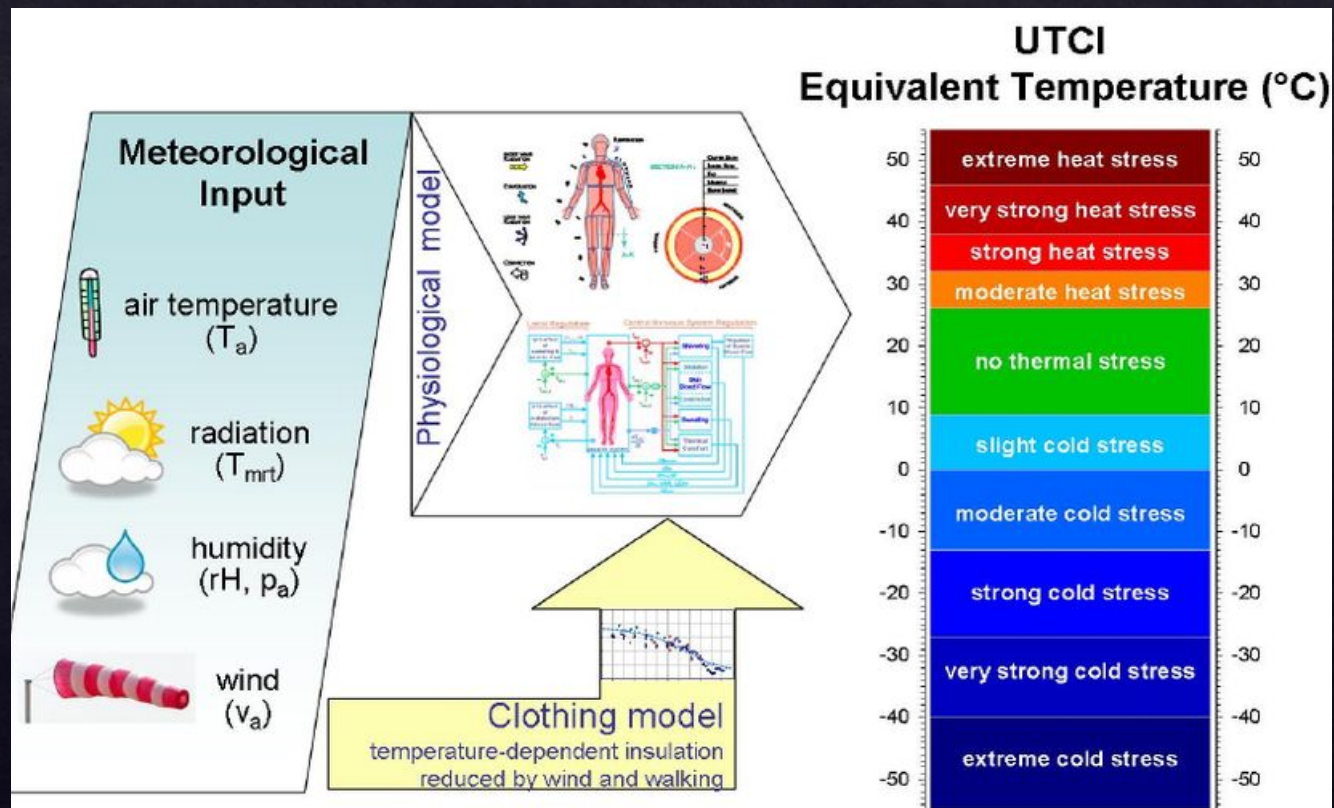 UTCI
Equivalent Temperature (°C)
Meteorological
Input
air temperature
(Ta)
radiation
(Tmrt)
humidity
(rH, pa)
wind
(va)
Physiological model
Clothing model
temperature-dependent insulation
reduced by wind and walking
50
40
30
20
10
0
-10
-20
-30
-40
-50
extreme heat stress
very strong heat stress
strong heat stress
moderate heat stress
no thermal stress
slight cold stress
moderate cold stress
strong cold stress
very strong cold stress
extreme cold stress
50
40
30
20
10
0
-10
-20
-30
-40
-50